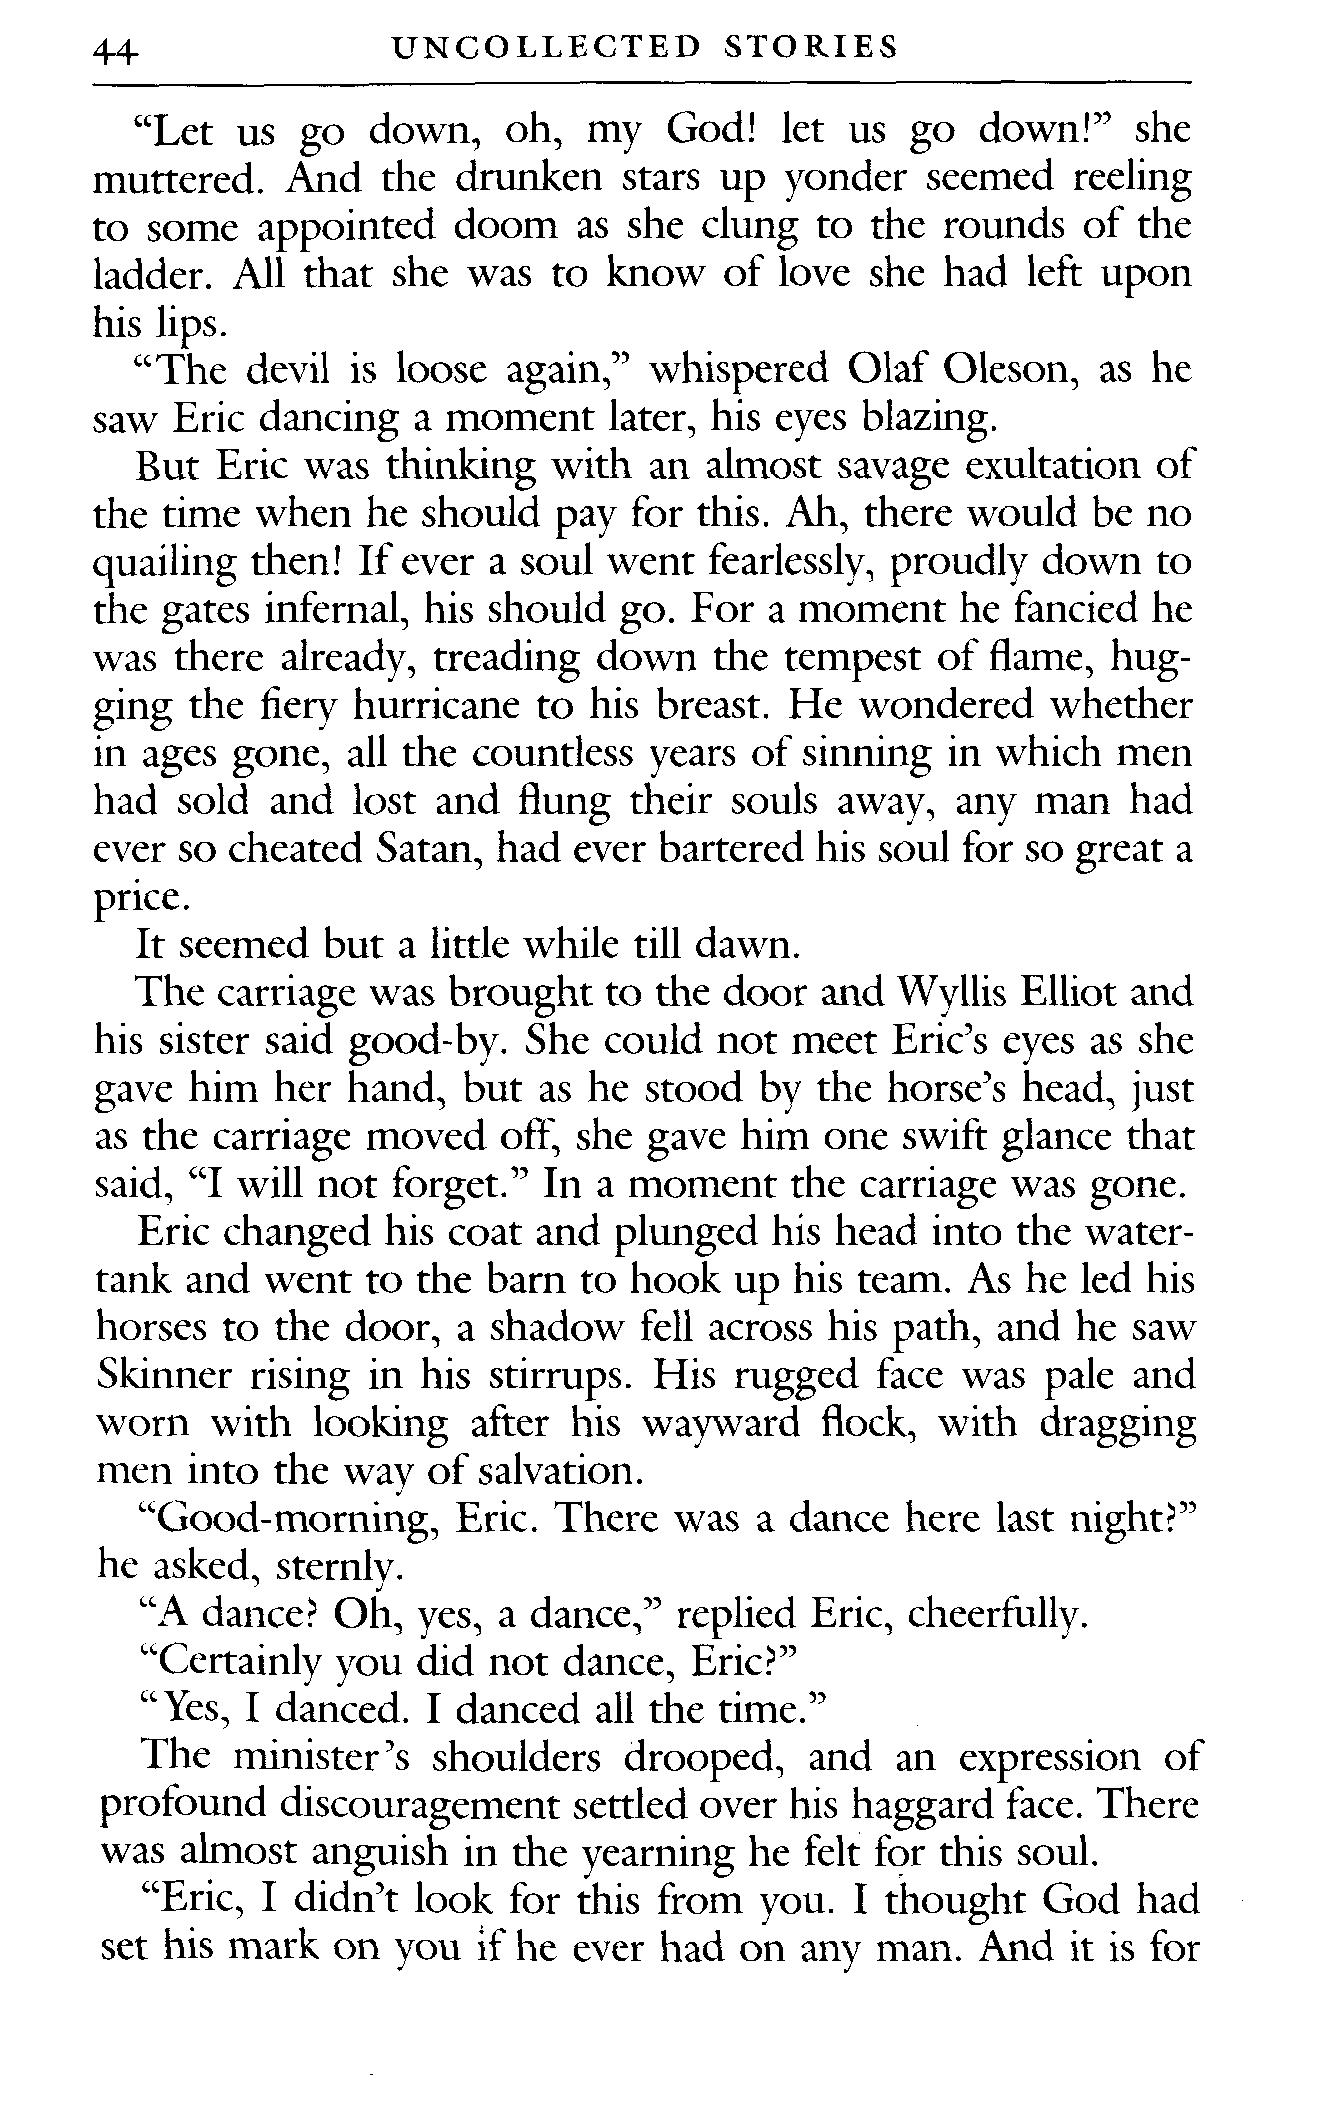 44 UNCOLLECTED STORIES
“Let us go down, oh, my God! let us go down!” she
muttered. And the drunken stars up yonder seemed reeling
to some appointed doom as she clung to the rounds of the
ladder. All that she was to know of love she had left upon
his lips.
“The devil is loose again,” whispered Olaf Oleson, as he
saw Eric dancing a moment later, his eyes blazing.
But Eric was thinking with an almost savage exultation of
the time when he should pay for this. Ah, there would be no
quailing then! If ever a soul went fearlessly, proudly down to
the gates infernal, his should go. For a moment he fancied he
was there already, treading down the tempest of flame, hug-
ging the fiery hurricane to his breast. He wondered whether
in ages gone, all the countless years of sinning in which men
had sold and lost and flung their souls away, any man had
ever so cheated Satan, had ever bartered his soul for so great a
price.
It seemed but a little while till dawn.
The carriage was brought to the door and Wyllis Elliot and
his sister said good-by. She could not meet Eric’s eyes as she
gave him her hand, but as he stood by the horse’s head, just
as the carriage moved off, she gave him one swift glance that
said, “I will not forget.” In a moment the carriage was gone.
Eric changed his coat and plunged his head into the water-
tank and went to the barn to hook up his team. As he led his
horses to the door, a shadow fell across his path, and he saw
Skinner rising in his stirrups. His rugged face was pale and
worn with looking after his wayward flock, with dragging
men into the way of salvation.
“Good-morning, Eric. There was a dance here last night?”
he asked, sternly.
“A dance? Oh, yes, a dance,” replied Eric, cheerfully.
“Certainly you did not dance, Eric?”
“Yes, I danced. I danced all the time.”
The minister’s shoulders drooped, and an expression of
profound discouragement settled over his haggard face. There
was almost anguish in the yearning he felt for this soul.
“Eric, I didn’t look for this from you. I thought God had
set his mark on you if he ever had on any man. And it is for